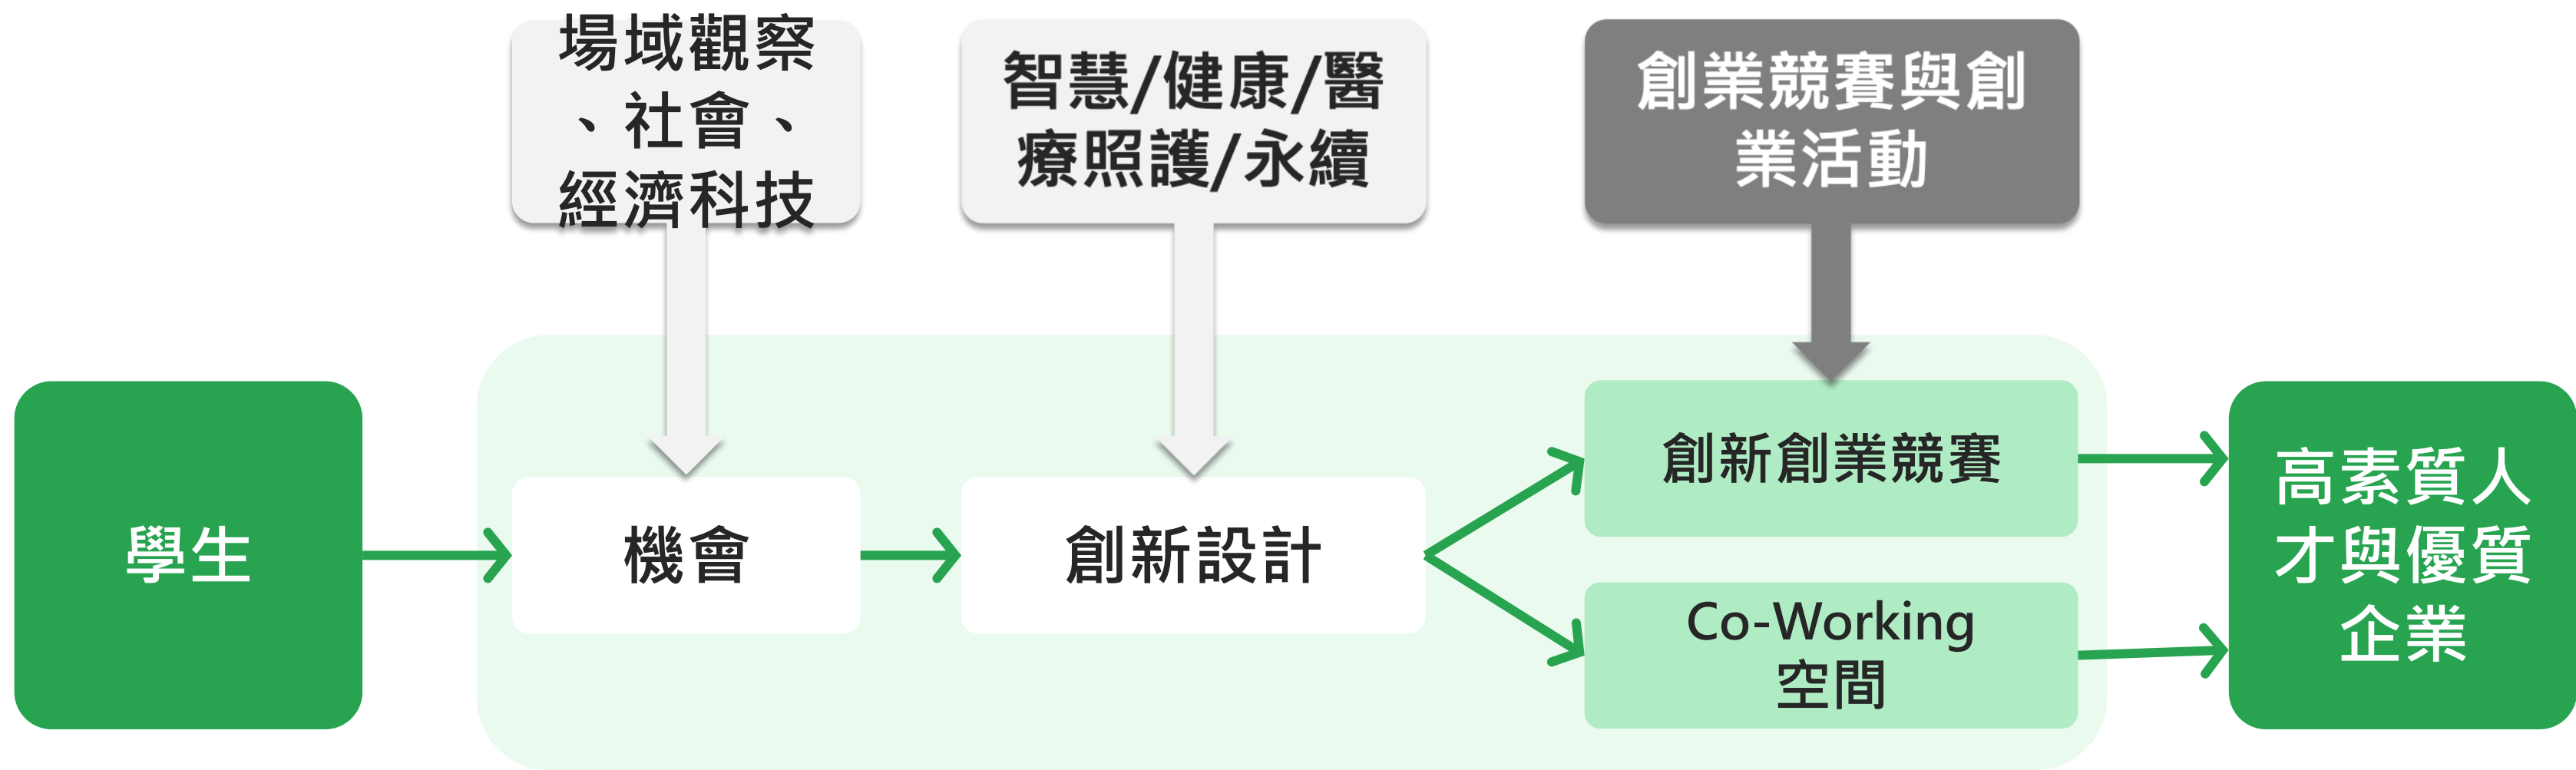 場域觀察
、社會、
經濟科技
智慧/健康/醫
療照護/永續
創業競賽與創
業活動
學生
機會
創新設計
創新創業競賽
Co-Working
空間
高素質人
才與優質
企業